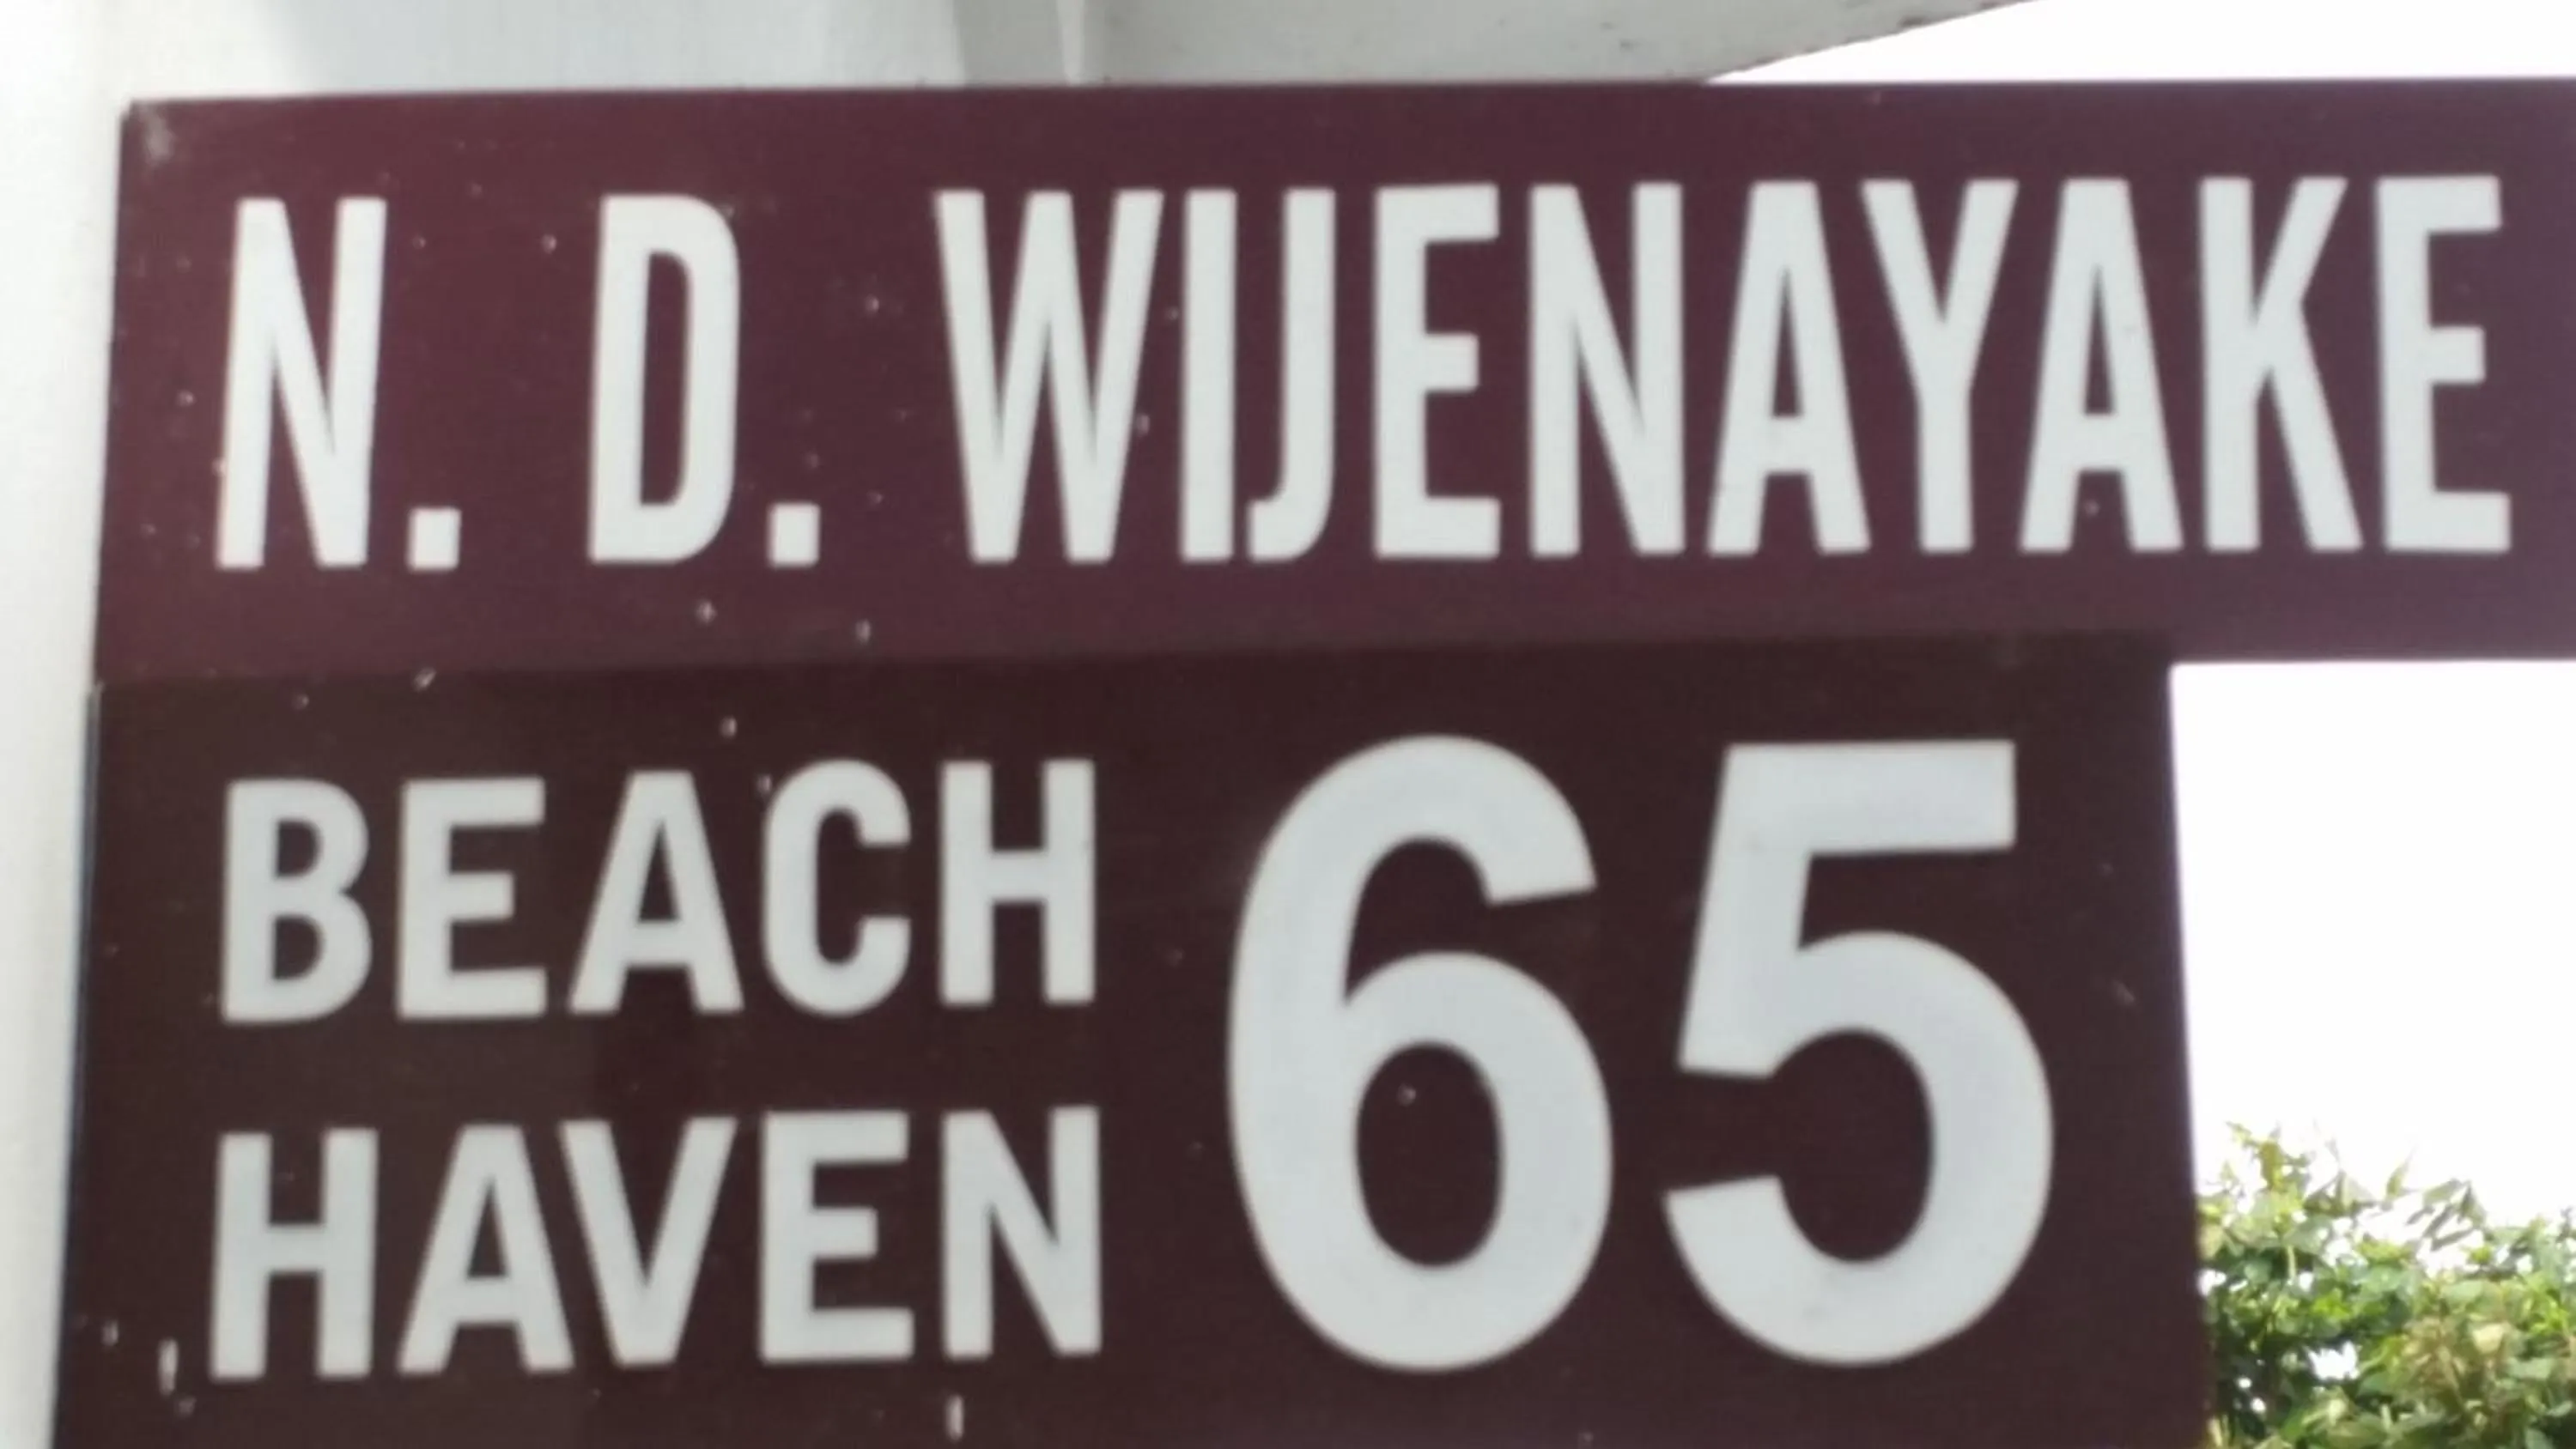 N. D. WIJENAYAKE
BEACH
HAVEN
65